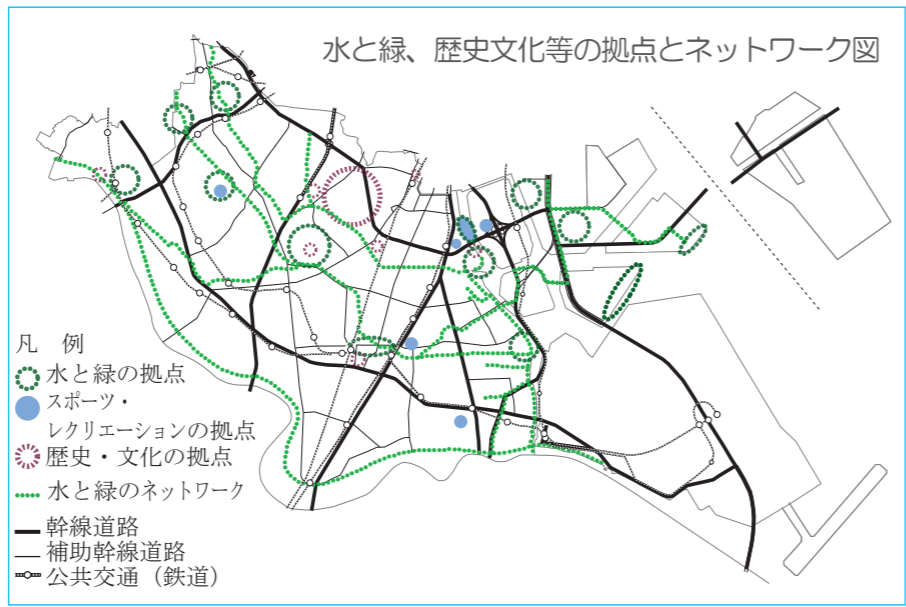 水と緑、歴史文化等の拠点とネットワーク図
凡 例
水と緑の拠点
スポーツ・
レクリエーションの拠点
歴史・文化の拠点
水と緑のネットワーク
幹線道路
補助幹線道路
公共交通（鉄道）